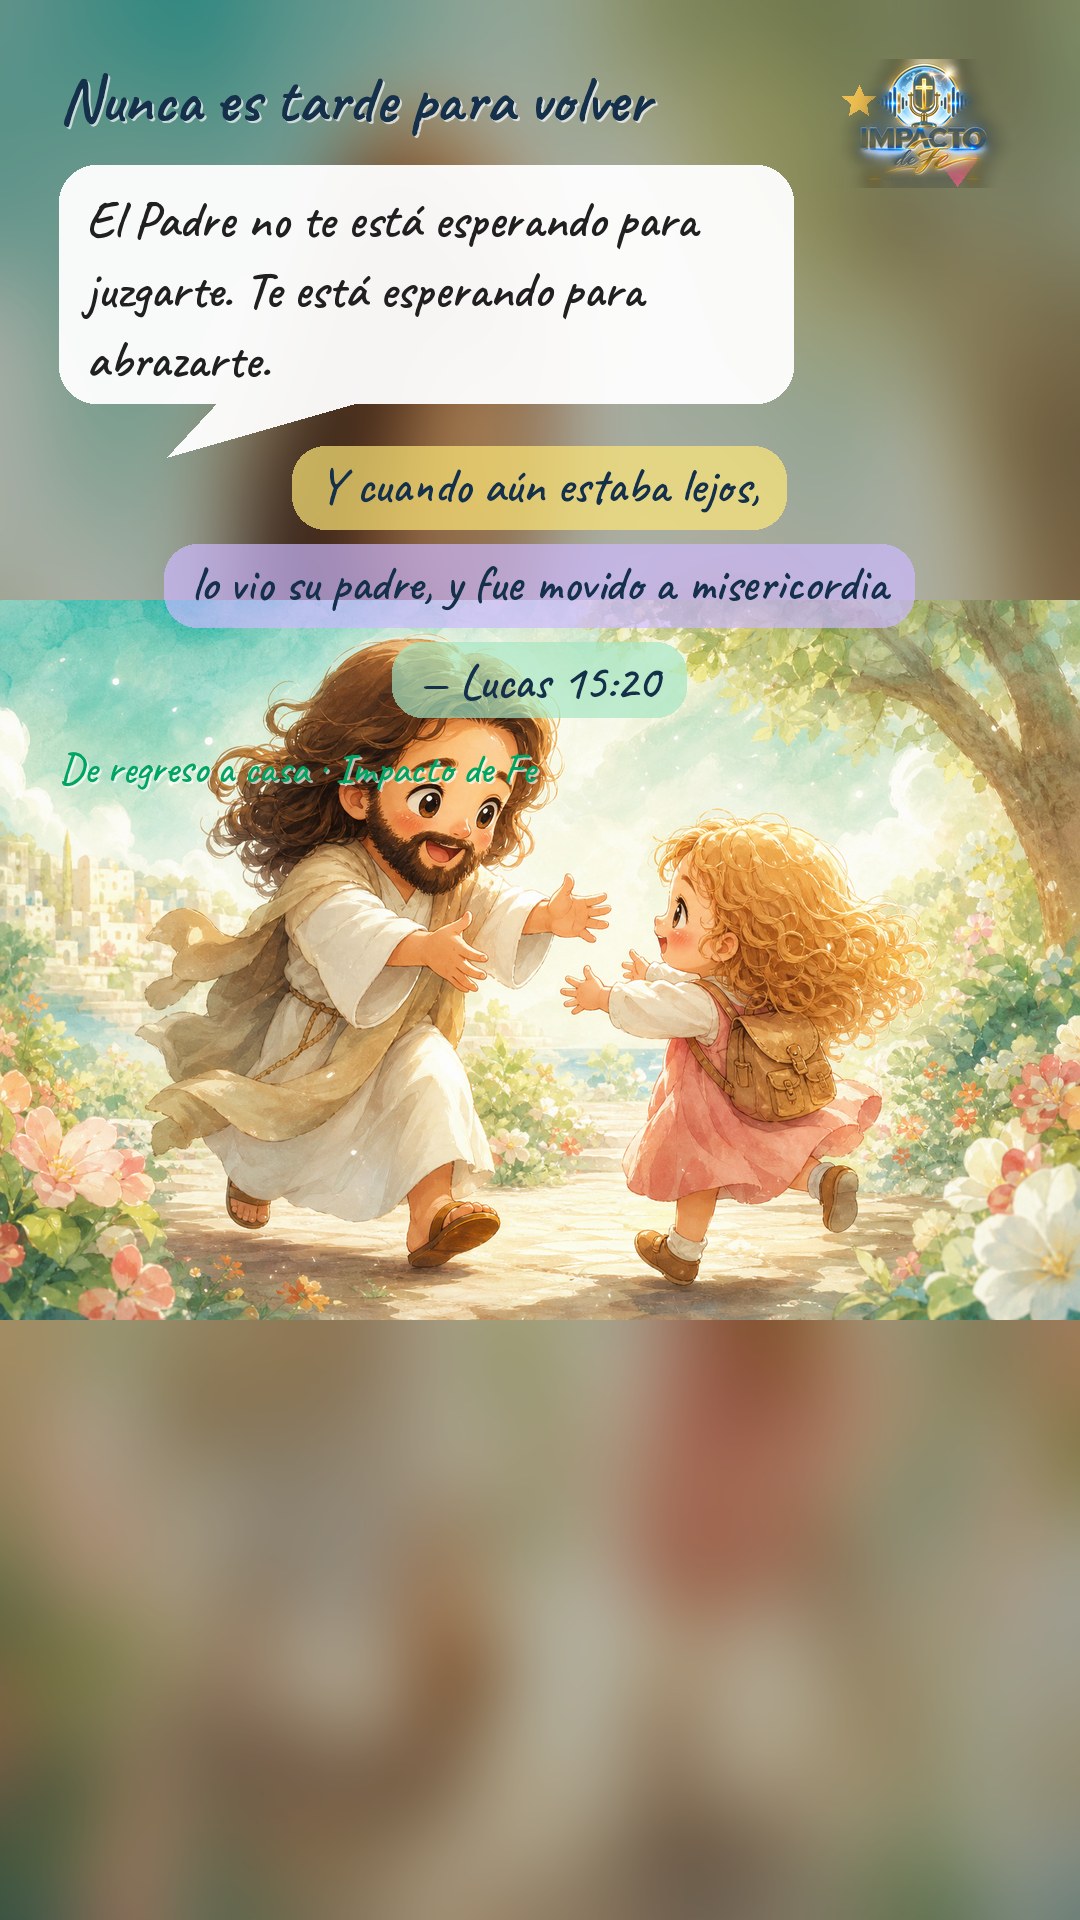 Nunca es tarde para volver
IMPACTO
de Fe
El Padre no te está esperando para
juzgarte. Te está esperando para
abrazarte.
Y cuando aún estaba lejos,
lo vio su padre, y fue movido a misericordia
— Lucas 15:20
De regreso a casa · Impacto de Fe